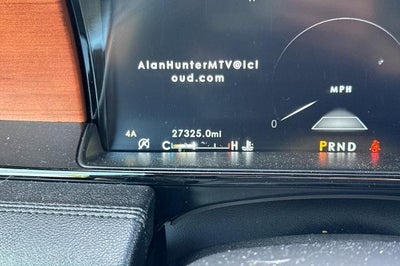 AlanHunterMTV@icl
oud.com
MPH
0
4A
27325.0mi
C H
PRND